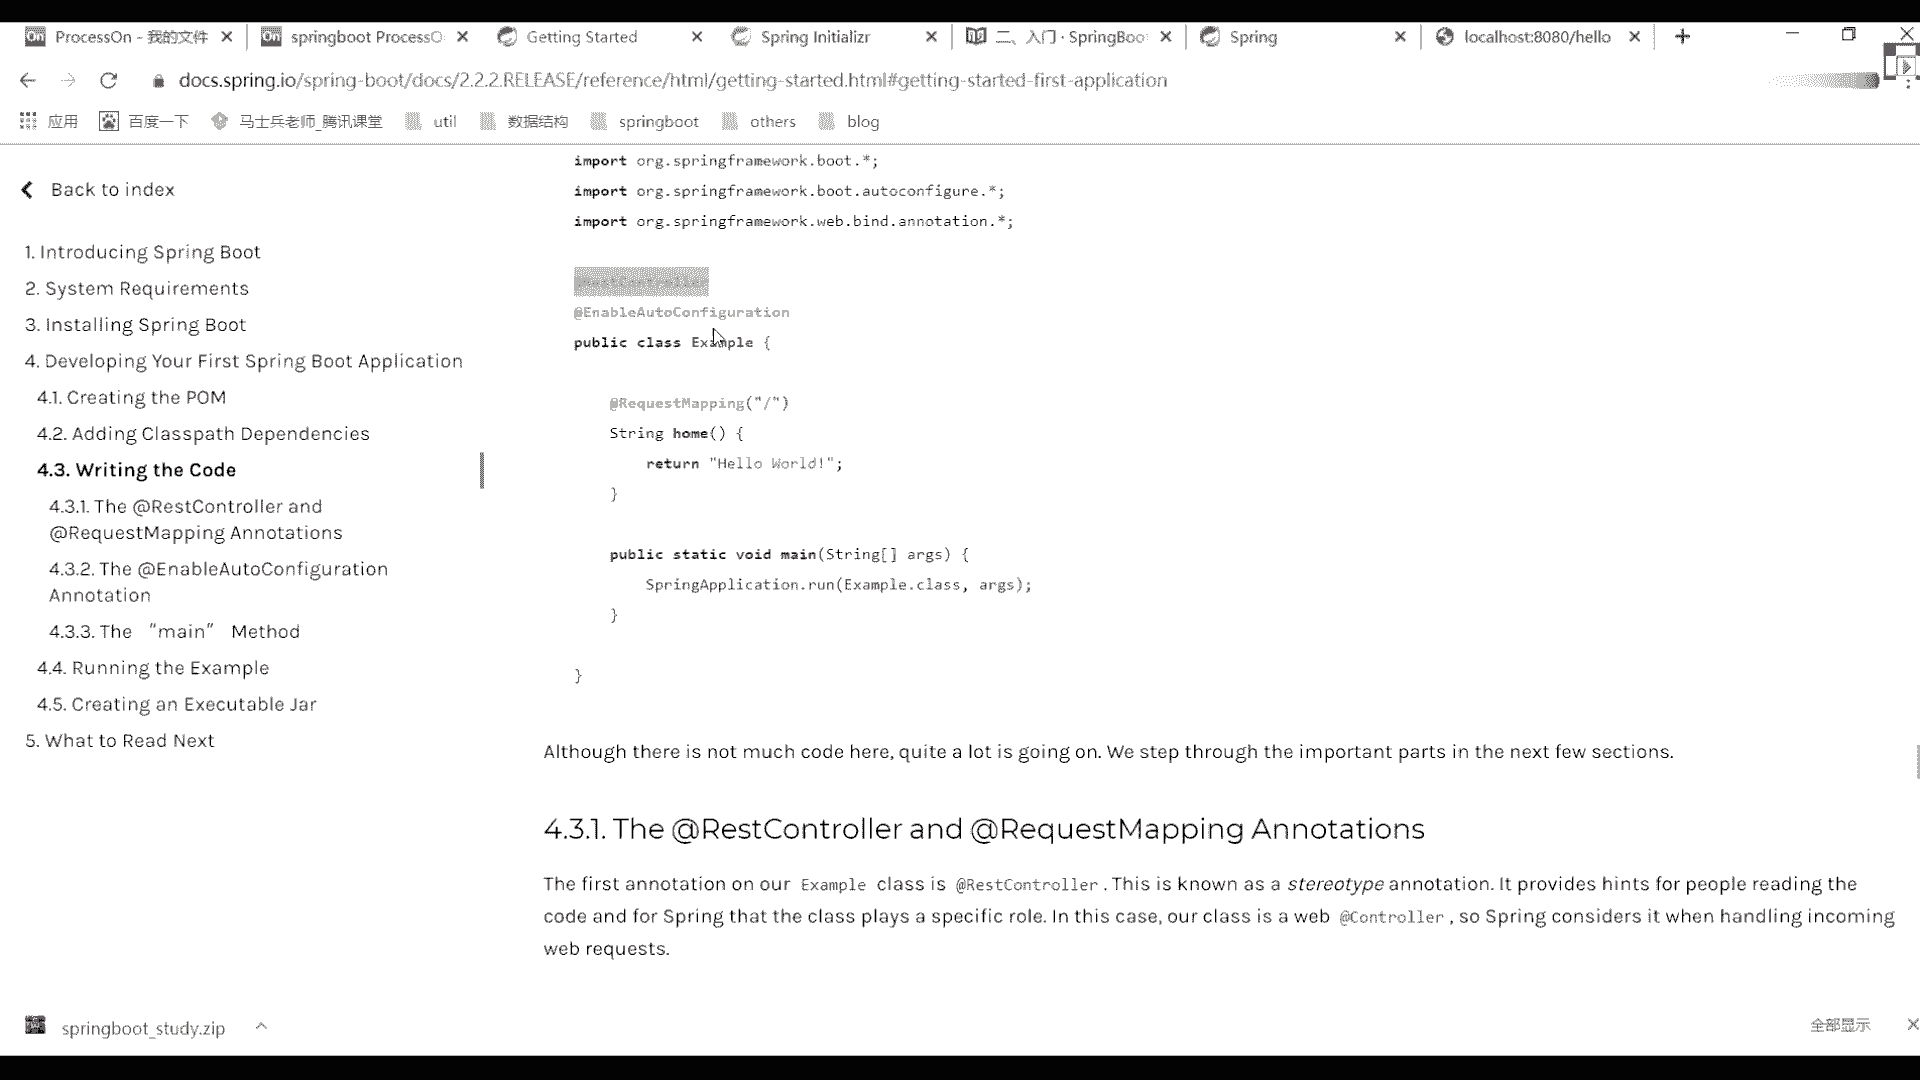 ProcessOn - 我的文件
springboot ProcessO
Getting Started
Spring Initializr
二、入门 · SpringBoo
Spring
localhost:8080/hello
docs.spring.io/spring-boot/docs/2.2.2.RELEASE/reference/html/getting-started.html#getting-started-first-application
应用
百度一下
马士兵老师_腾讯课堂
util
数据结构
springboot
others
blog
Back to index
1. Introducing Spring Boot
2. System Requirements
3. Installing Spring Boot
4. Developing Your First Spring Boot Application
4.1. Creating the POM
4.2. Adding Classpath Dependencies
4.3. Writing the Code
4.3.1. The @RestController and
@RequestMapping Annotations
4.3.2. The @EnableAutoConfiguration
Annotation
4.3.3. The “main” Method
4.4. Running the Example
4.5. Creating an Executable Jar
5. What to Read Next
import org.springframework.boot.*;
import org.springframework.boot.autoconfigure.*;
import org.springframework.web.bind.annotation.*;
@RestController
@EnableAutoConfiguration
public class Example {
@RequestMapping("/")
String home() {
return "Hello World!";
}
public static void main(String[] args) {
SpringApplication.run(Example.class, args);
}
}
Although there is not much code here, quite a lot is going on. We step through the important parts in the next few sections.
4.3.1. The @RestController and @RequestMapping Annotations
The first annotation on our Example class is @RestController. This is known as a stereotype annotation. It provides hints for people reading the
code and for Spring that the class plays a specific role. In this case, our class is a web @Controller, so Spring considers it when handling incoming
web requests.
springboot_study.zip
全部显示